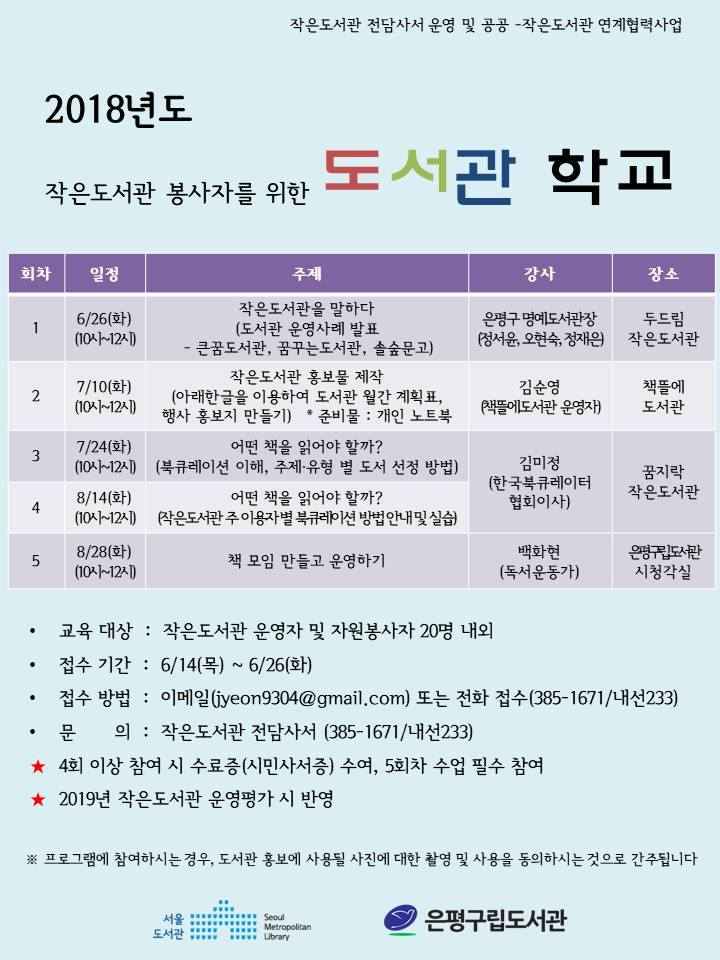 작은도서관 전담사서 운영 및 공공 -작은도서관 연계협력사업
2018년도
작은도서관 봉사자를 위한 도서관 학교
회차 일정 주제 강사 장소
1
6/26(화)
(10시~12시)
작은도서관을 말하다
(도서관 운영사례 발표
- 큰꿈도서관, 꿈꾸는도서관, 솔숲문고)
은평구 명예도서관장
(정서윤, 오현숙, 정재은)
두드림
작은도서관
2
7/10(화)
(10시~12시)
작은도서관 홍보물 제작
(아래한글을 이용하여 도서관 월간 계획표,
행사 홍보지 만들기) * 준비물 : 개인 노트북
김순영
(책뜰에도서관 운영자)
책뜰에
도서관
3
7/24(화)
(10시~12시)
어떤 책을 읽어야 할까?
(북큐레이션 이해, 주제·유형 별 도서 선정 방법)
김미정
(한국북큐레이터
협회이사)
꿈지락
작은도서관
4
8/14(화)
(10시~12시)
어떤 책을 읽어야 할까?
(작은도서관 주 이용자별 북큐레이션 방법 안내 및 실습)
5
8/28(화)
(10시~12시)
책 모임 만들고 운영하기
백화현
(독서운동가)
은평구립도서관
시청각실
• 교육 대상 : 작은도서관 운영자 및 자원봉사자 20명 내외
• 접수 기간 : 6/14(목) ~ 6/26(화)
• 접수 방법 : 이메일(jyeon9304@gmail.com) 또는 전화 접수(385-1671/내선233)
• 문 의 : 작은도서관 전담사서 (385-1671/내선233)
★ 4회 이상 참여 시 수료증(시민사서증) 수여, 5회차 수업 필수 참여
★ 2019년 작은도서관 운영평가 시 반영
※ 프로그램에 참여하시는 경우, 도서관 홍보에 사용될 사진에 대한 촬영 및 사용을 동의하시는 것으로 간주됩니다
서울
도서관
Seoul
Metropolitan
Library
은평구립도서관